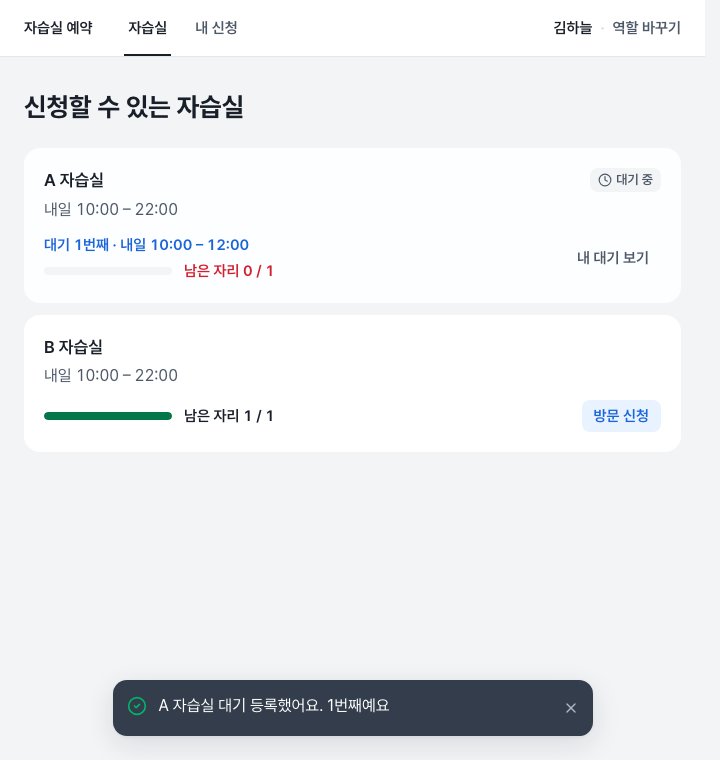 자습실 예약 자습실 내 신청 김하늘 · 역할 바꾸기
신청할 수 있는 자습실
A 자습실 대기 중
내일 10:00 – 22:00
대기 1번째 · 내일 10:00 – 12:00
내 대기 보기
남은 자리 0 / 1
B 자습실
내일 10:00 – 22:00
남은 자리 1 / 1 방문 신청
A 자습실 대기 등록했어요. 1번째예요